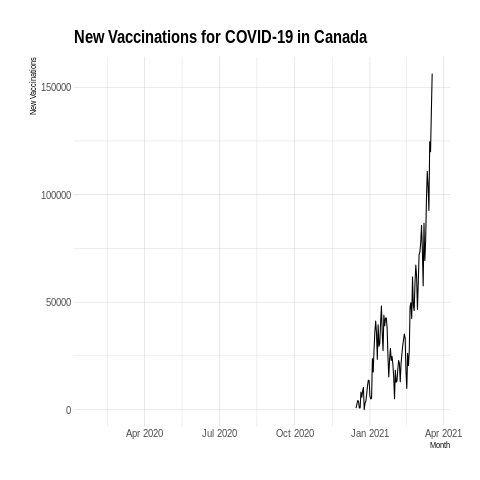 New Vaccinations for COVID-19 in Canada
New Vaccinations
150000
100000
50000
0
Apr 2020 Jul 2020 Oct 2020 Jan 2021 Apr 2021
Month